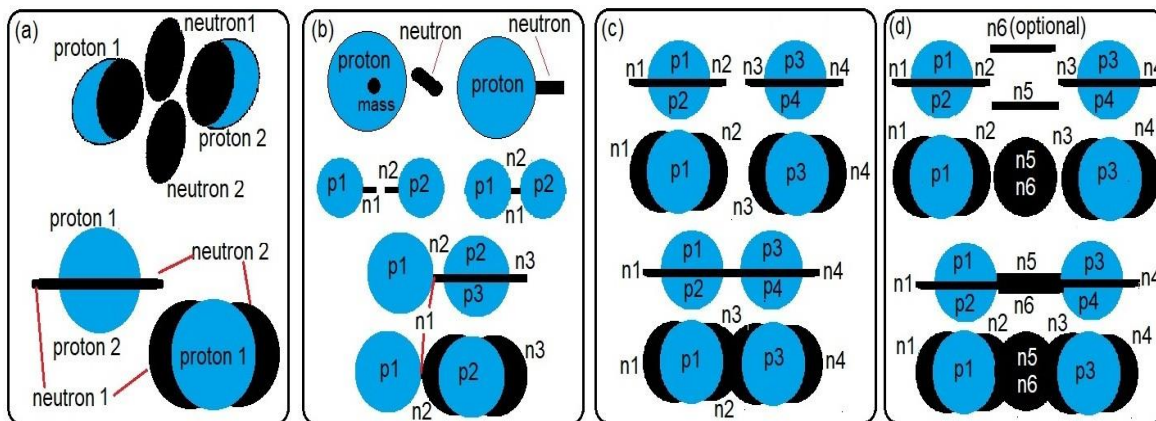 (a)
neutron1
proton 1
proton 2
neutron 2
proton 1
neutron 2
proton 2
proton 1
neutron 1
(b)
neutron
neutron
proton
mass
proton
n2
p1
p2
n1
n2
p1
p2
n1
n2
p1
p2
n3
p3
n1
p1
p2
n3
n2
(c)
p1
p3
n1
n2
n3
n4
p2
p4
n1
n2
p1
p3
n4
n3
p1
p3
n1
n4
p2
p4
n3
n1
p1
p3
n4
n2
(d)
n6 (optional)
p1
p3
n1
n2
n3
n4
p2
n5
p4
n1
n2
n3
n4
p1
n5
n6
p3
p1
n5
p3
n1
n4
p2
n6
p4
n1
n2
n3
n4
p1
n5
n6
p3